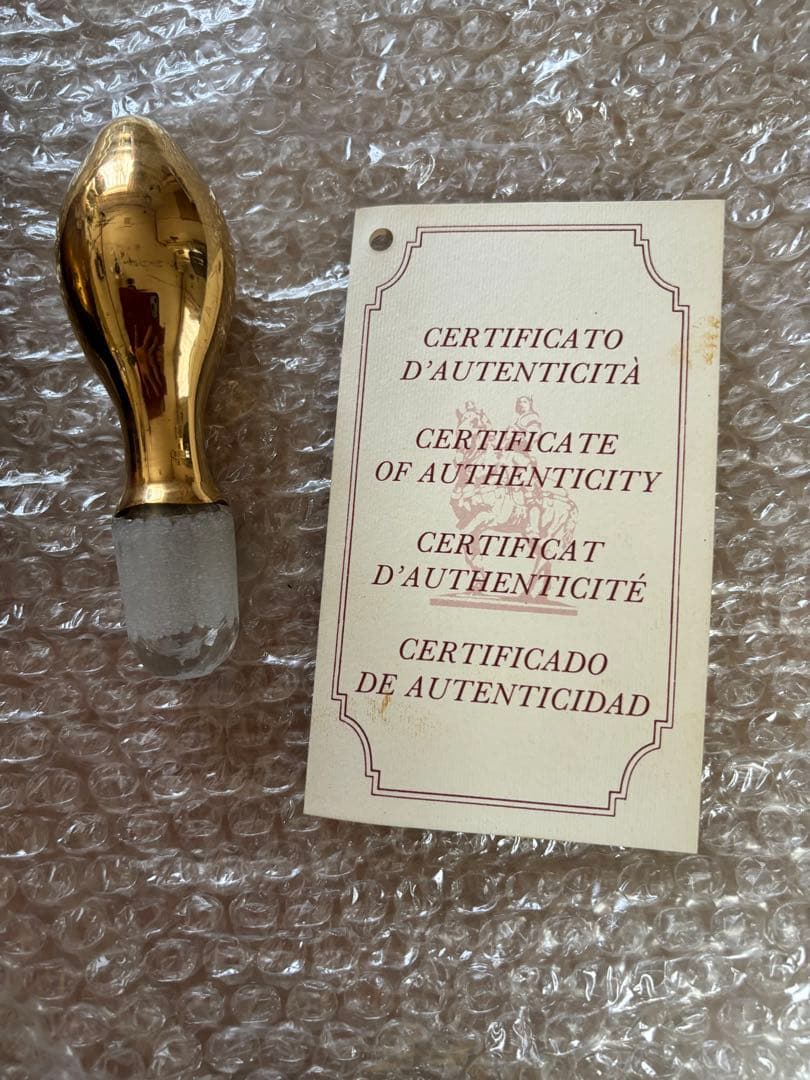 CERTIFICATO
D'AUTENTICITÀ
CERTIFICATE
OF AUTHENTICITY
CERTIFICAT
D'AUTHENTICITÉ
CERTIFICADO
DE AUTENTICIDAD